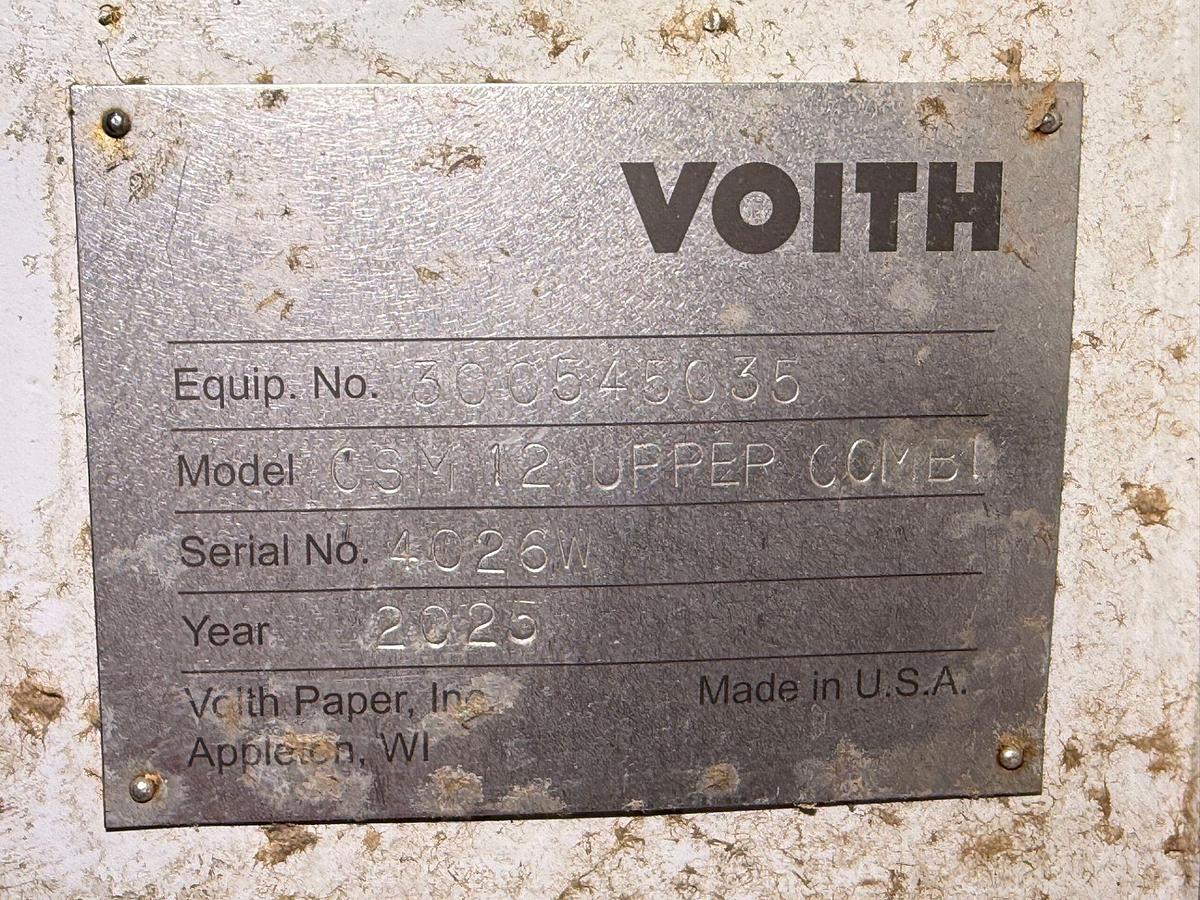 VOITH
Equip. No. 300545035
Model CSM 12 UPPER COMBI
Serial No. 4026W
Year 2025
Voith Paper, Inc.
Made in U.S.A.
Appleton, WI